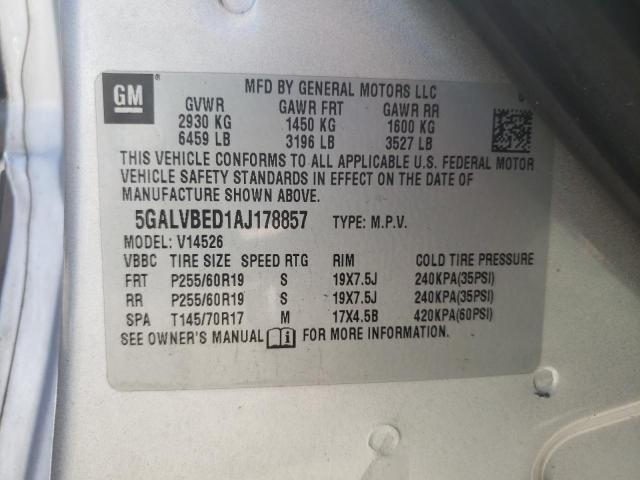 GM
MFD BY GENERAL MOTORS LLC
GVWR GAWR FRT GAWR RR
2930 KG 1450 KG 1600 KG
6459 LB 3196 LB 3527 LB
THIS VEHICLE CONFORMS TO ALL APPLICABLE U.S. FEDERAL MOTOR
VEHICLE SAFETY STANDARDS IN EFFECT ON THE DATE OF
MANUFACTURE SHOWN ABOVE.
5GALVBED1AJ178857 TYPE: M.P.V.
MODEL: V14526
VBBC TIRE SIZE SPEED RTG RIM COLD TIRE PRESSURE
FRT P255/60R19 S 19X7.5J 240KPA(35PSI)
RR P255/60R19 S 19X7.5J 240KPA(35PSI)
SPA T145/70R17 M 17X4.5B 420KPA(60PSI)
SEE OWNER'S MANUAL FOR MORE INFORMATION.